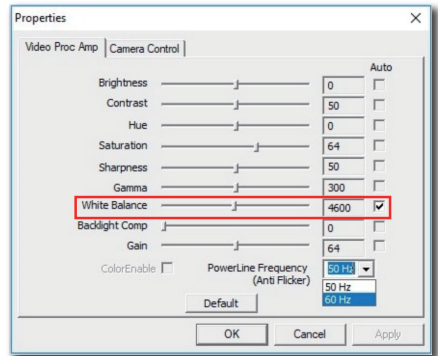 Properties
Video Proc Amp Camera Control
Auto
Brightness 0
Contrast 50
Hue 0
Saturation 64
Sharpness 50
Gamma 300
White Balance 4600
Backlight Comp 0
Gain 64
ColorEnable PowerLine Frequency 50 Hz
(Anti Flicker)
50 Hz
60 Hz
Default
OK Cancel Apply